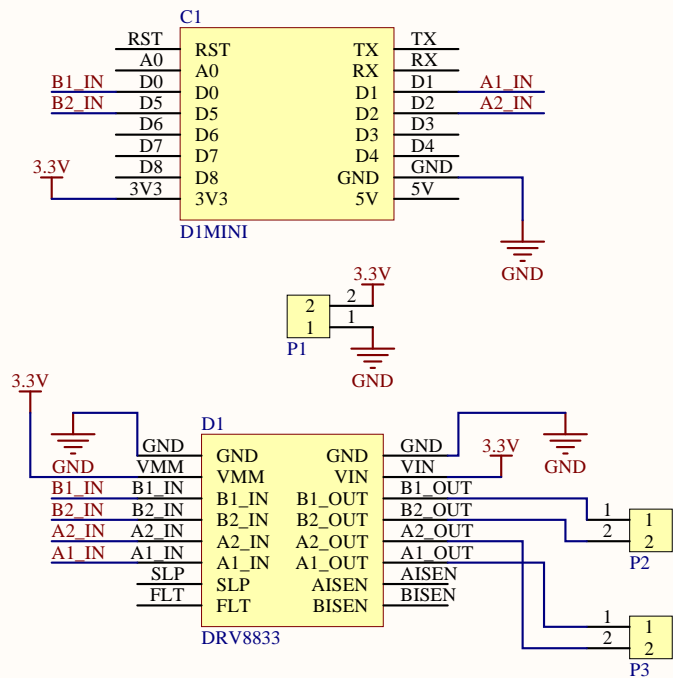 C1
RST RST TX TX
A0 A0 RX RX
B1_IN D0 D0 D1 D1 A1_IN
B2_IN D5 D5 D2 D2 A2_IN
D6 D6 D3 D3
D7 D7 D4 D4
D8 D8 GND GND
3.3V 3V3 3V3 5V 5V
D1MINI
GND
3.3V
2 2
1 1
P1
GND
3.3V
D1
GND GND GND GND 3.3V
GND VMM VMM VIN VIN GND
B1_IN B1_IN B1_IN B1_OUT B1_OUT
B2_IN B2_IN B2_IN B2_OUT B2_OUT 1 1
A2_IN A2_IN A2_IN A2_OUT A2_OUT 2 2
A1_IN A1_IN A1_IN A1_OUT A1_OUT P2
SLP SLP AISEN AISEN
FLT FLT BISEN BISEN
DRV8833
1 1
2 2
P3